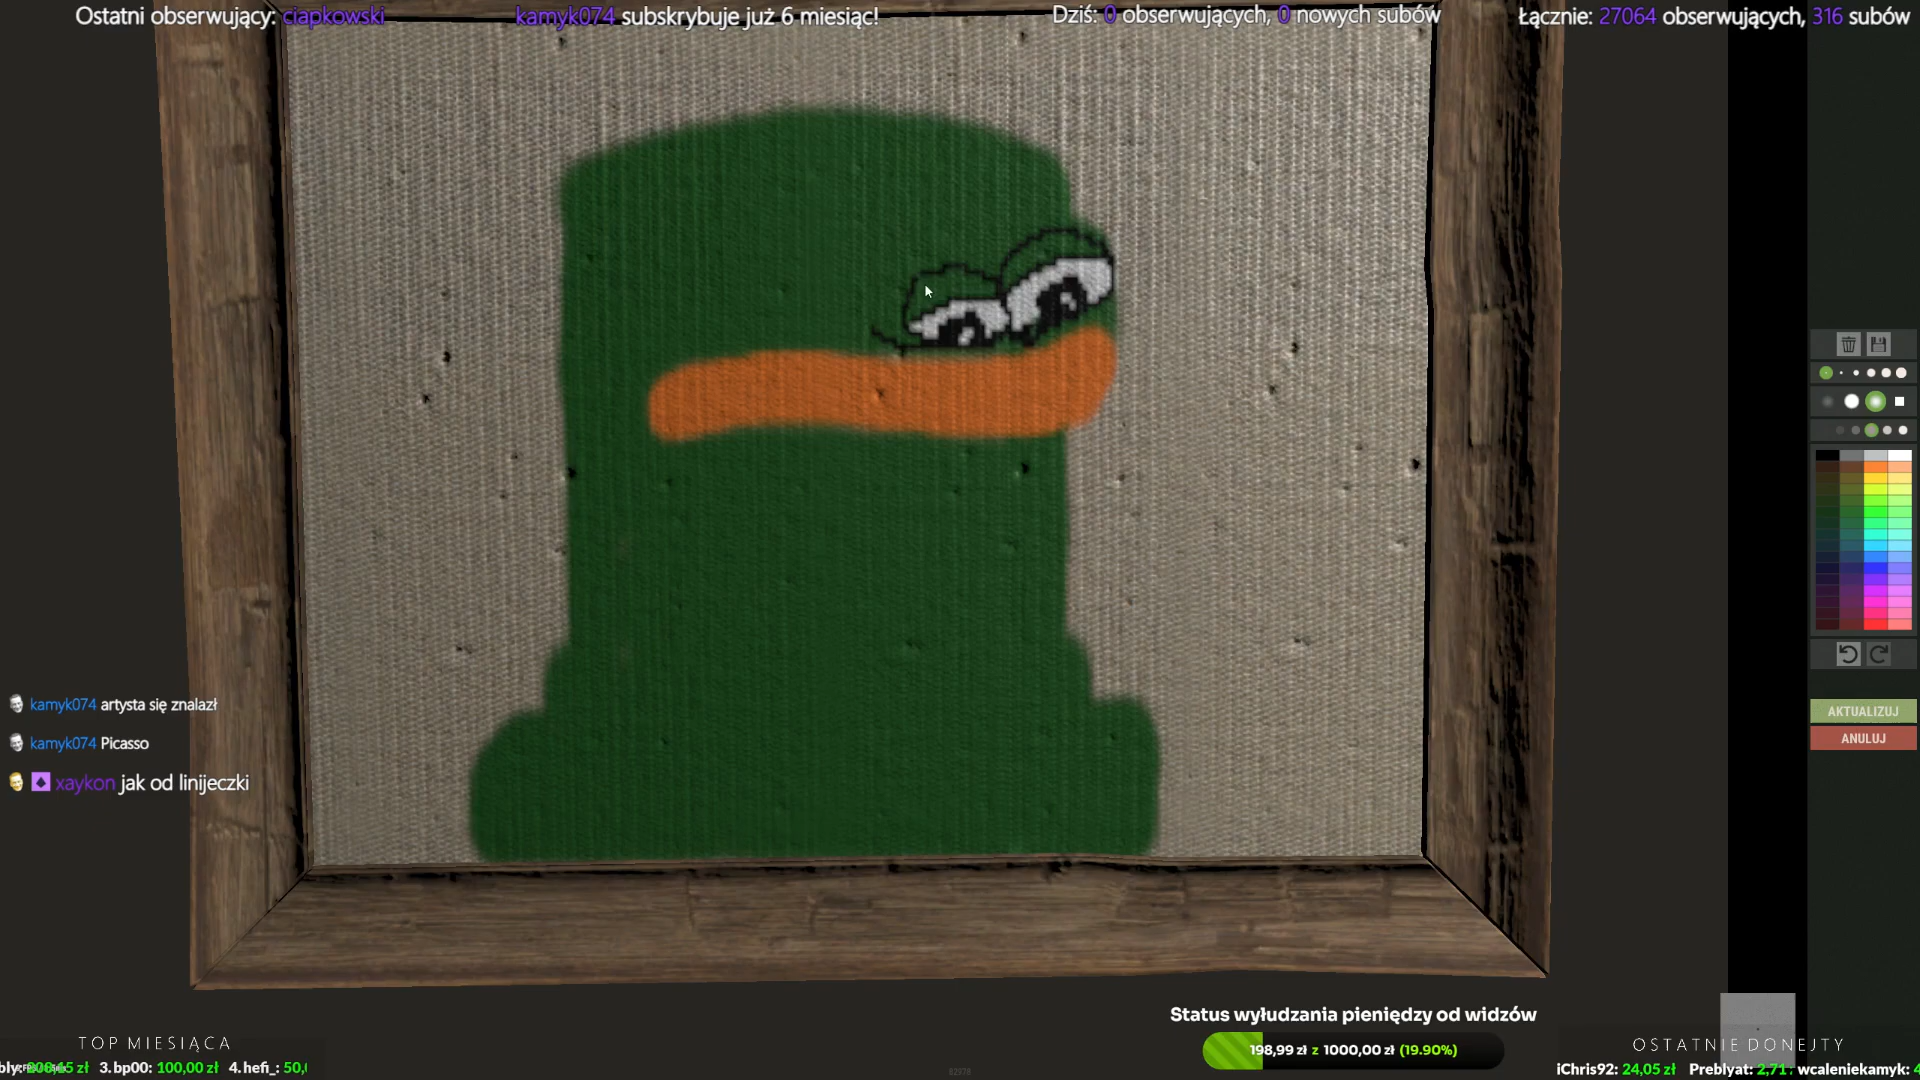 Ostatni obserwujący: ciapkowski
kamyk074 subskrybuje już 6 miesiąc!
Dziś: 0 obserwujących, 0 nowych subów
Łącznie: 27064 obserwujących, 316 subów
AKTUALIZUJ
ANULUJ
kamyk074 artysta się znalazł
kamyk074 Picasso
xaykon jak od linijeczki
Status wyłudzania pieniędzy od widzów
198,99 zł z 1000,00 zł (19.90%)
TOP MIESIĄCA
3. bp00: 100,00 zł 4. hefi_: 50,
OSTATNIE DONEJTY
iChris92: 24,05 zł Preblyat: 2,71 wcaleniekamyk: